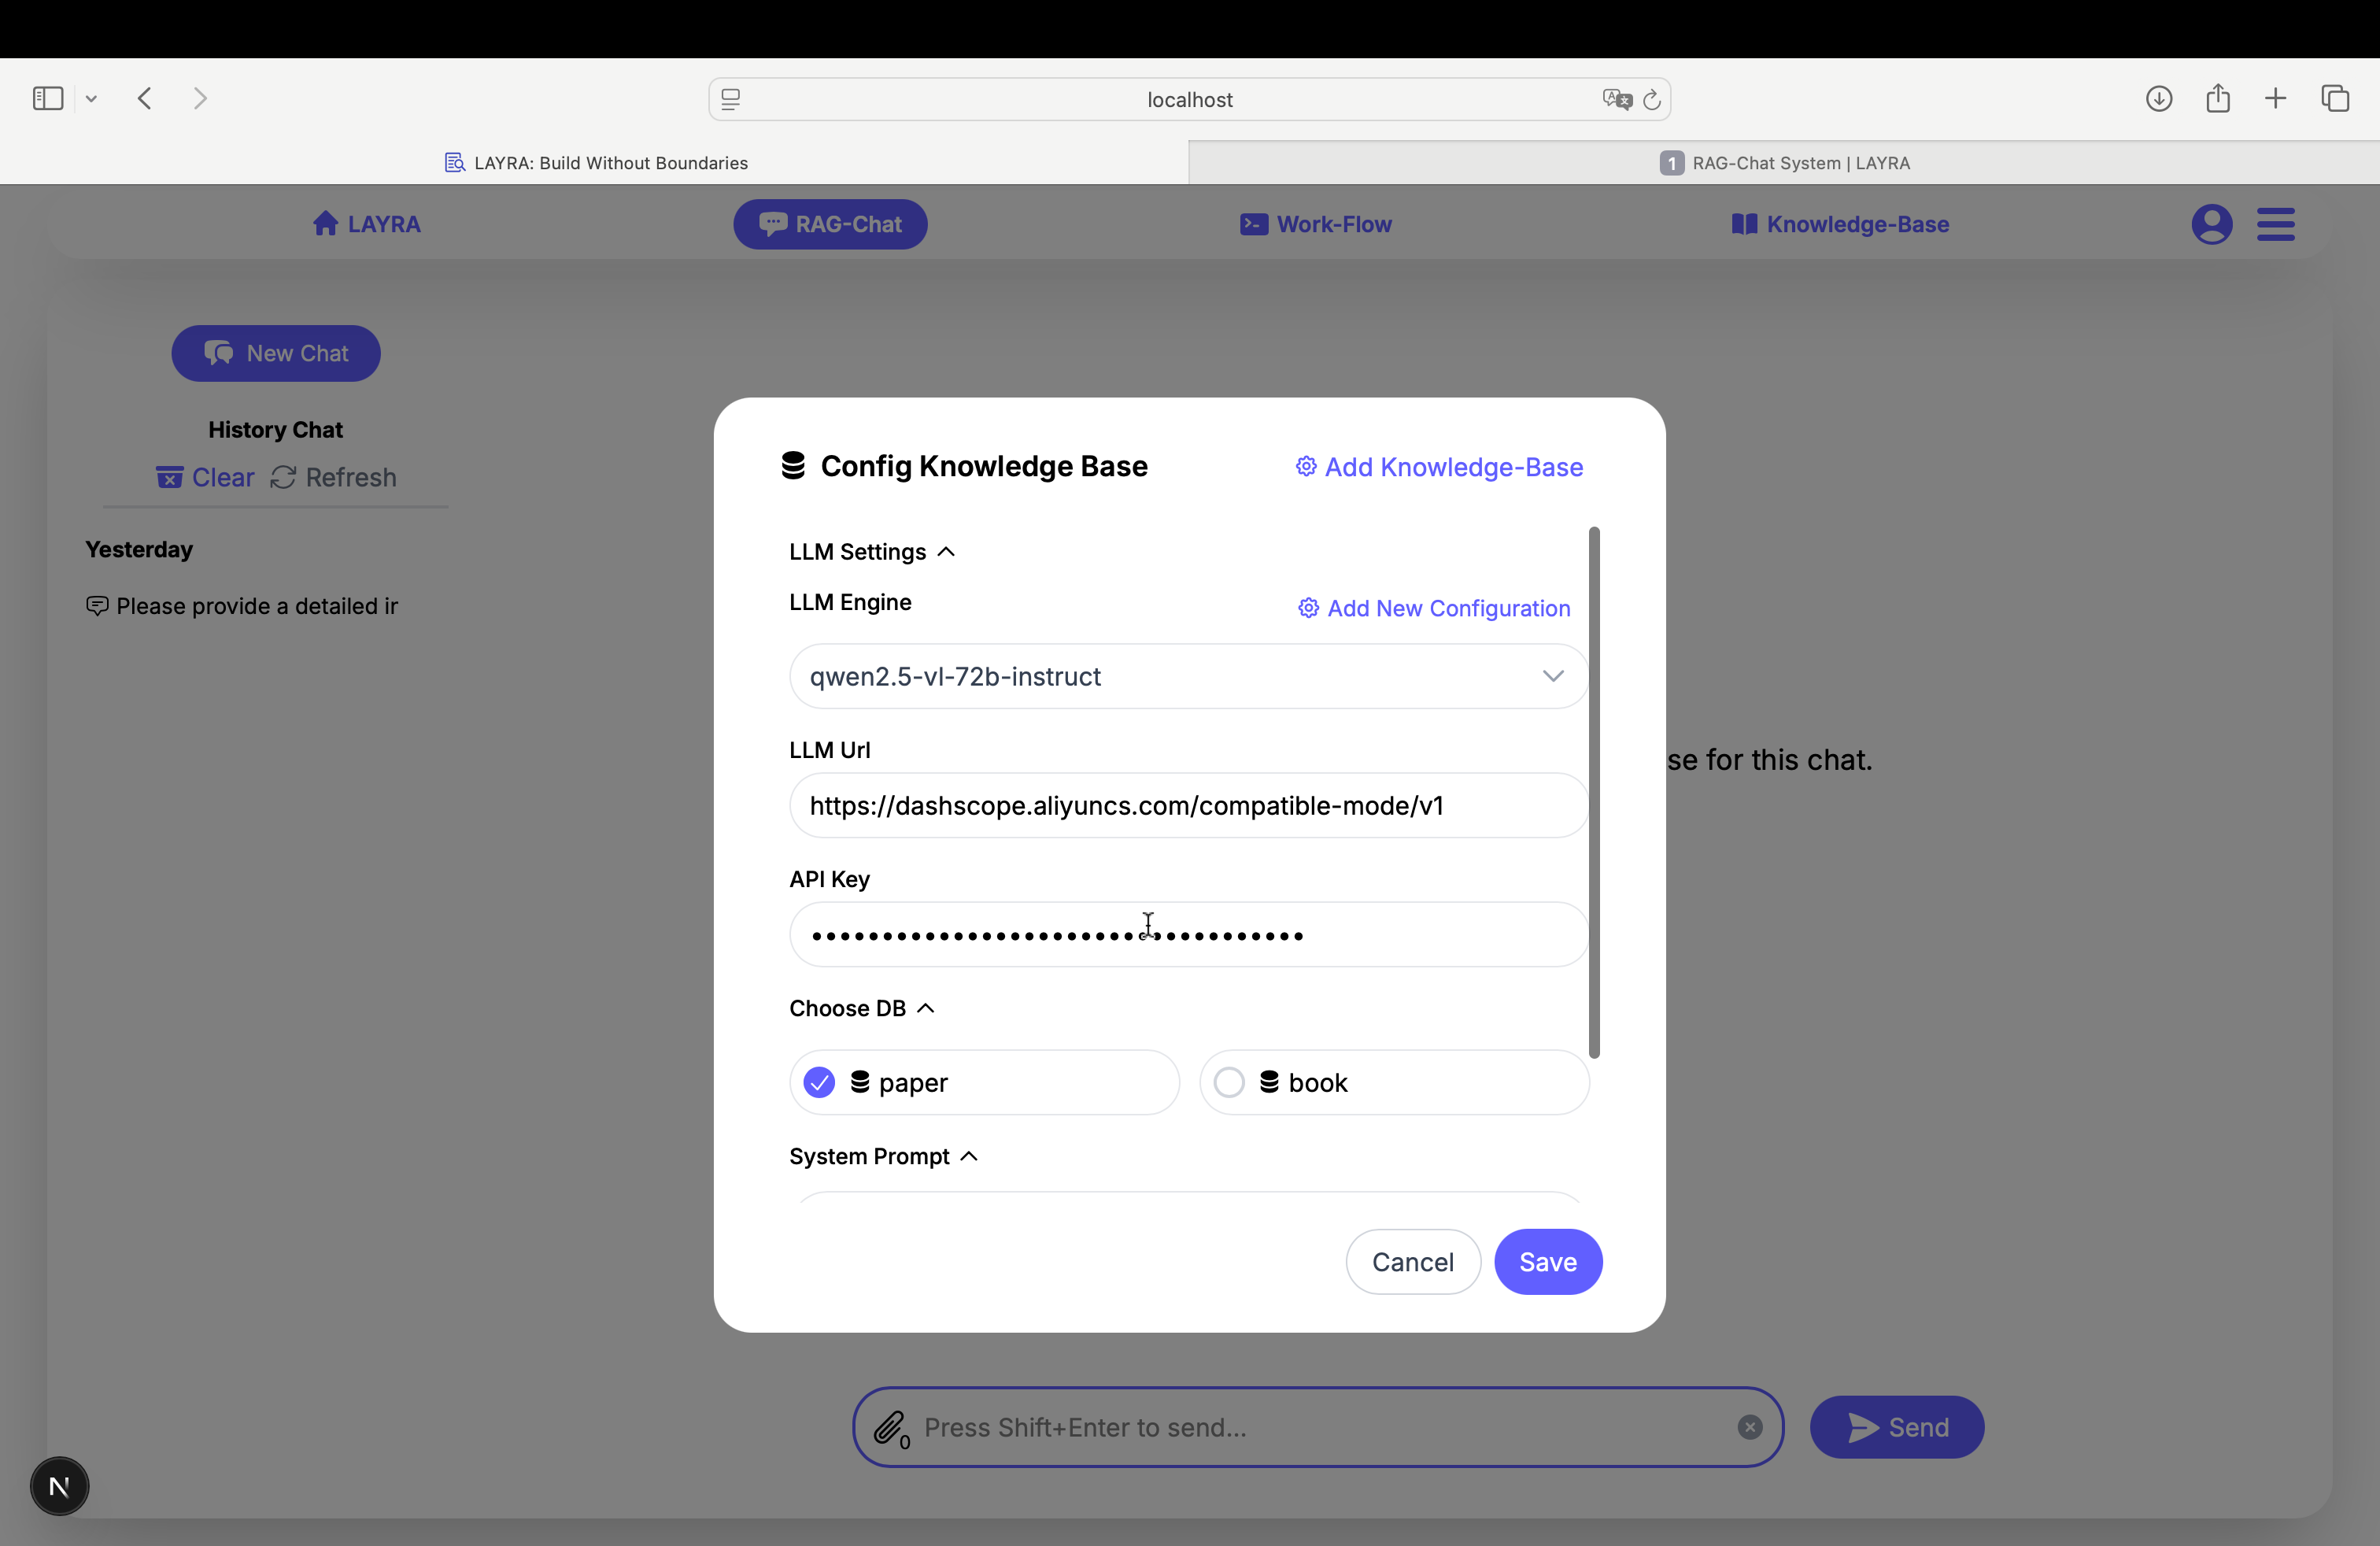 localhost
LAYRA: Build Without Boundaries
1 RAG-Chat System | LAYRA
LAYRA
RAG-Chat
Work-Flow
Knowledge-Base
New Chat
History Chat
Clear Refresh
Yesterday
Please provide a detailed ir
Config Knowledge Base
Add Knowledge-Base
LLM Settings
LLM Engine
Add New Configuration
qwen2.5-vl-72b-instruct
LLM Url
https://dashscope.aliyuncs.com/compatible-mode/v1
API Key
Choose DB
paper
book
System Prompt
Cancel
Save
se for this chat.
0 Press Shift+Enter to send...
Send
N